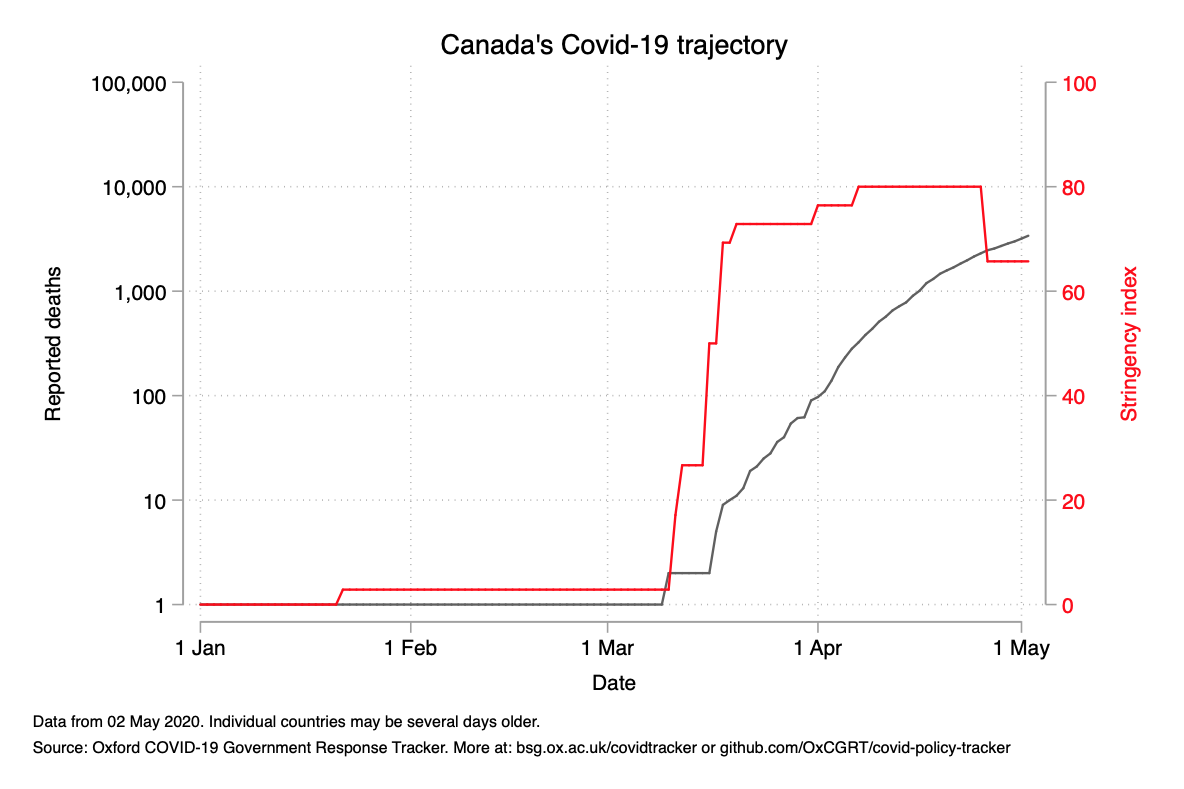 Canada's Covid-19 trajectory
100,000
10,000
1,000
100
10
1
Reported deaths
100
80
60
40
20
0
Stringency index
1 Jan
1 Feb
1 Mar
1 Apr
1 May
Date
Data from 02 May 2020. Individual countries may be several days older.
Source: Oxford COVID-19 Government Response Tracker. More at: bsg.ox.ac.uk/covidtracker or github.com/OxCGRT/covid-policy-tracker